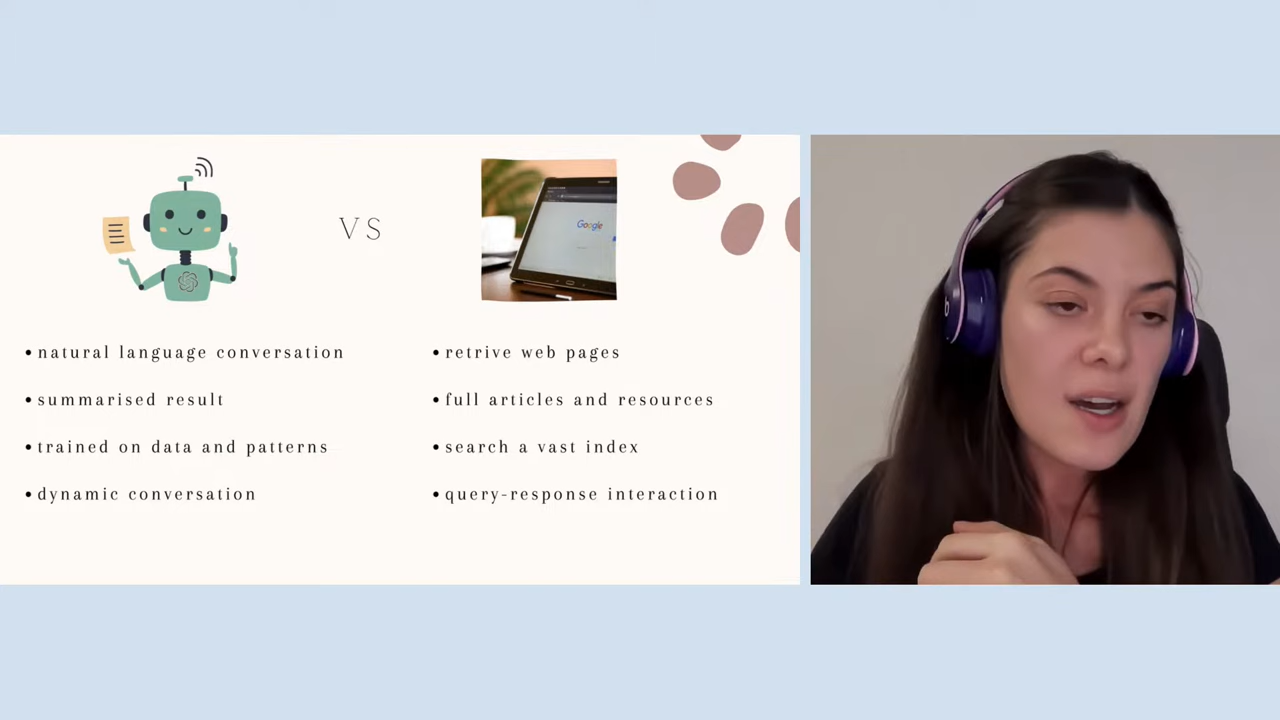 VS
Google
• natural language conversation
• summarised result
• trained on data and patterns
• dynamic conversation
• retrive web pages
• full articles and resources
• search a vast index
• query-response interaction